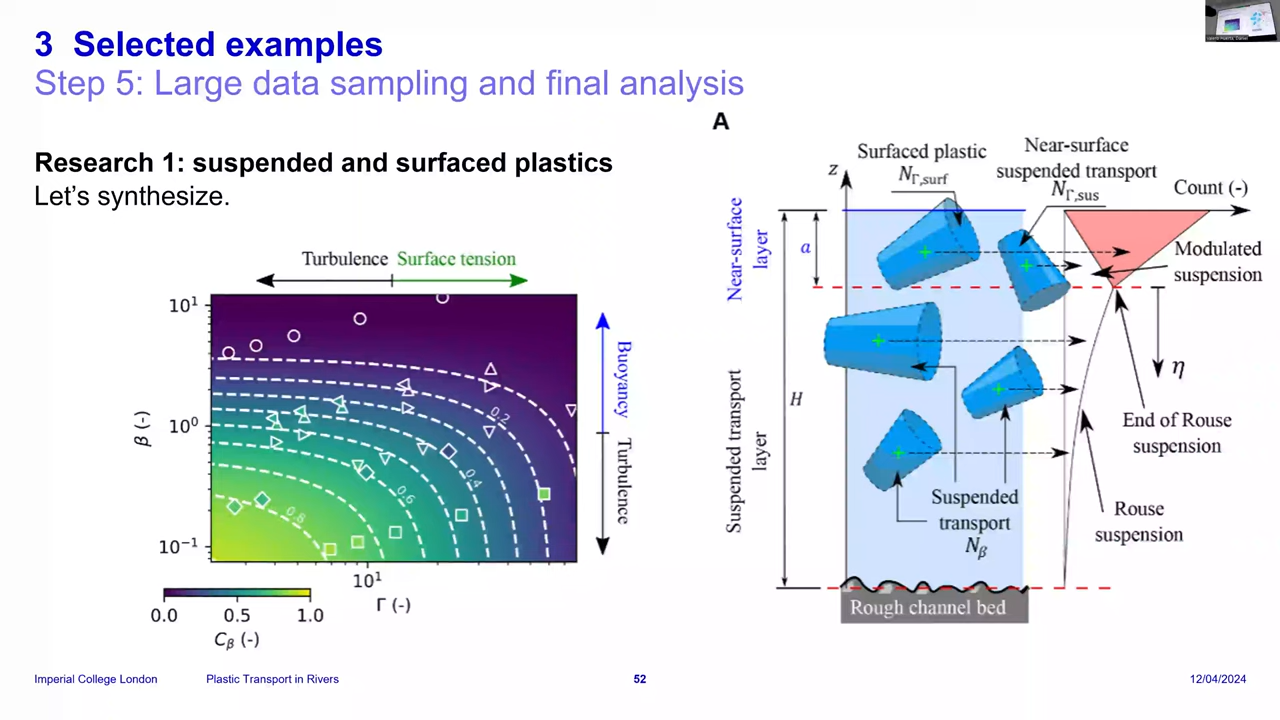 3 Selected examples
Step 5: Large data sampling and final analysis
Research 1: suspended and surfaced plastics
Let's synthesize.
Turbulence Surface tension
10¹
10⁰
10⁻¹
β (-)
0.2
0.4
0.6
0.8
Buoyancy
Turbulence
10¹
Γ (-)
0.0 0.5 1.0
Cβ (-)
A
z
Surfaced plastic
NΓ,surf
Near-surface
suspended transport
NΓ,sus
Count (-)
Near-surface
layer
a
Modulated
suspension
η
H
Suspended transport
layer
End of Rouse
suspension
Suspended
transport
Nβ
Rouse
suspension
Rough channel bed
Imperial College London Plastic Transport in Rivers 52 12/04/2024